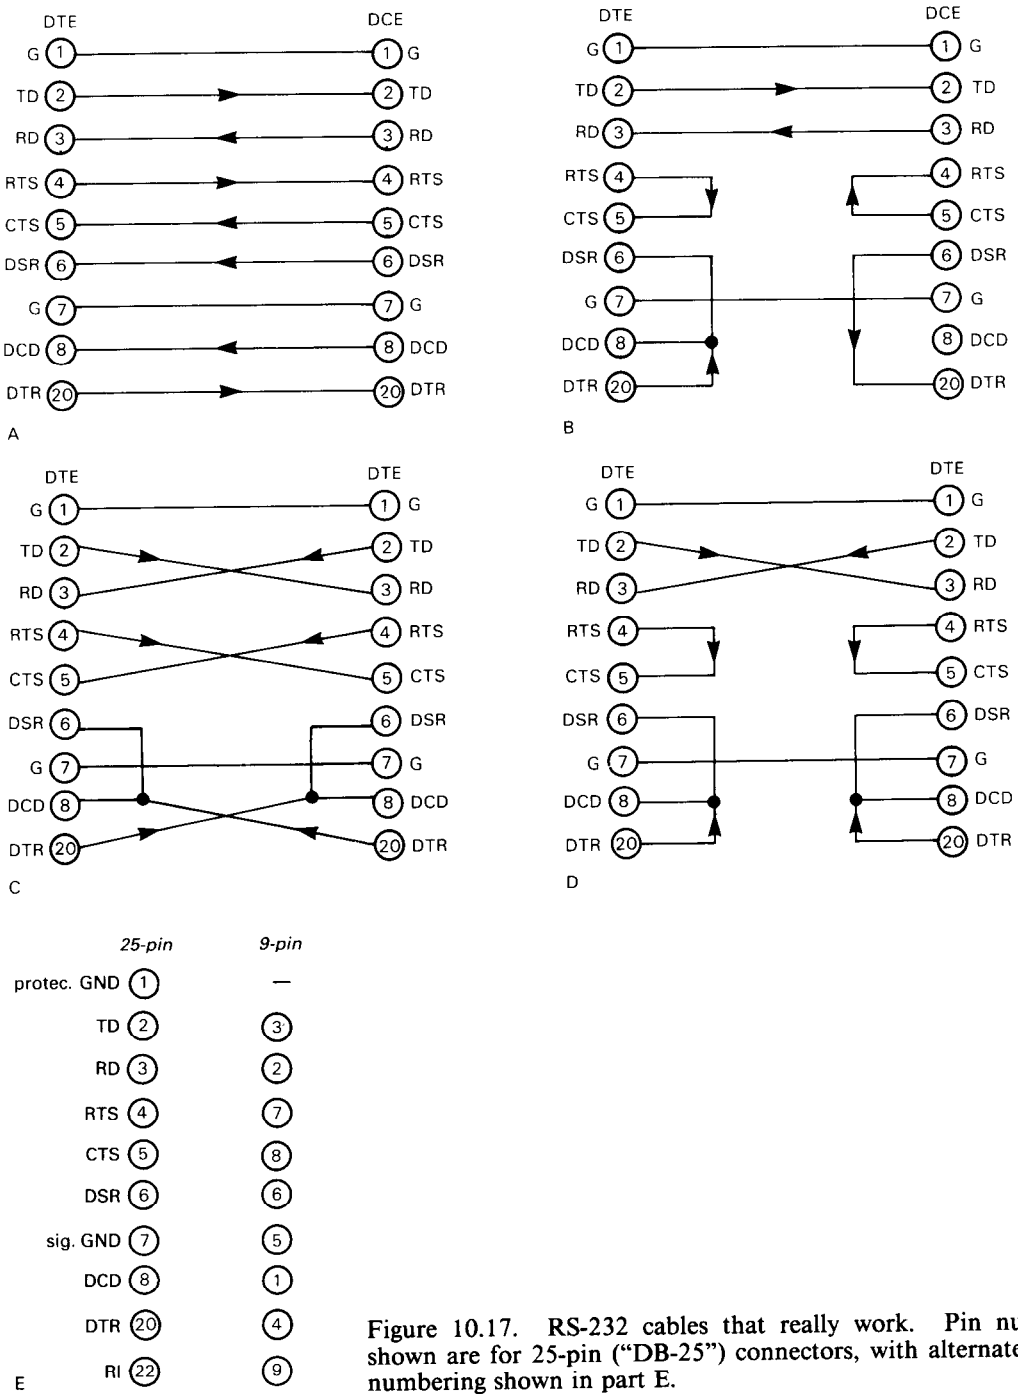 DTE DCE
G 1 1 G
TD 2 2 TD
RD 3 3 RD
RTS 4 4 RTS
CTS 5 5 CTS
DSR 6 6 DSR
G 7 7 G
DCD 8 8 DCD
DTR 20 20 DTR
A
DTE DCE
G 1 1 G
TD 2 2 TD
RD 3 3 RD
RTS 4 4 RTS
CTS 5 5 CTS
DSR 6 6 DSR
G 7 7 G
DCD 8 8 DCD
DTR 20 20 DTR
B
DTE DTE
G 1 1 G
TD 2 2 TD
RD 3 3 RD
RTS 4 4 RTS
CTS 5 5 CTS
DSR 6 6 DSR
G 7 7 G
DCD 8 8 DCD
DTR 20 20 DTR
C
DTE DTE
G 1 1 G
TD 2 2 TD
RD 3 3 RD
RTS 4 4 RTS
CTS 5 5 CTS
DSR 6 6 DSR
G 7 7 G
DCD 8 8 DCD
DTR 20 20 DTR
D
25-pin 9-pin
protec. GND 1 —
TD 2 3
RD 3 2
RTS 4 7
CTS 5 8
DSR 6 6
sig. GND 7 5
DCD 8 1
DTR 20 4
RI 22 9
E
Figure 10.17. RS-232 cables that really work. Pin nu
shown are for 25-pin (“DB-25”) connectors, with alternate
numbering shown in part E.